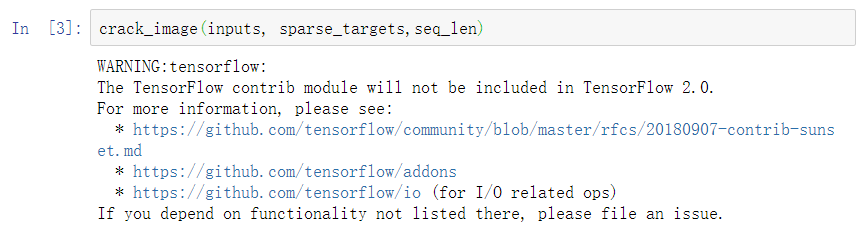 In [3]: crack_image(inputs, sparse_targets,seq_len)
WARNING:tensorflow:
The TensorFlow contrib module will not be included in TensorFlow 2.0.
For more information, please see:
  * https://github.com/tensorflow/community/blob/master/rfcs/20180907-contrib-suns
et.md
  * https://github.com/tensorflow/addons
  * https://github.com/tensorflow/io (for I/O related ops)
If you depend on functionality not listed there, please file an issue.